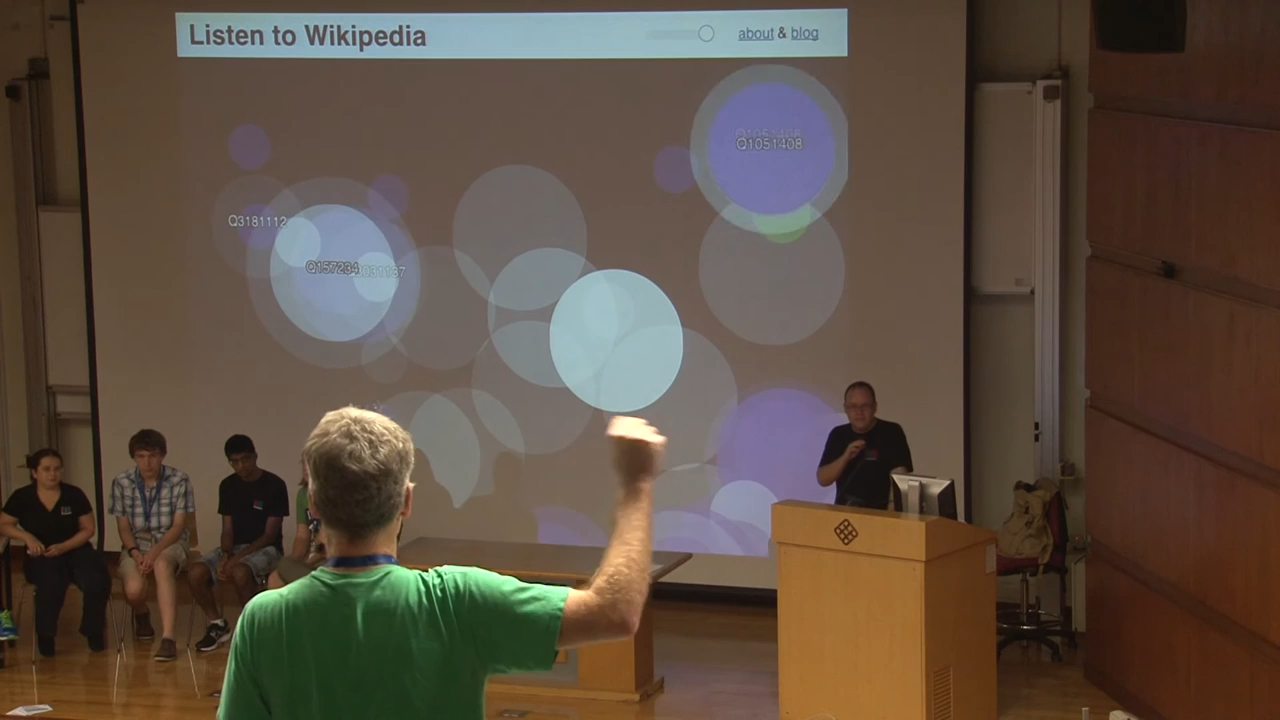 Listen to Wikipedia
about & blog
Q1051408
Q3181112
Q157234